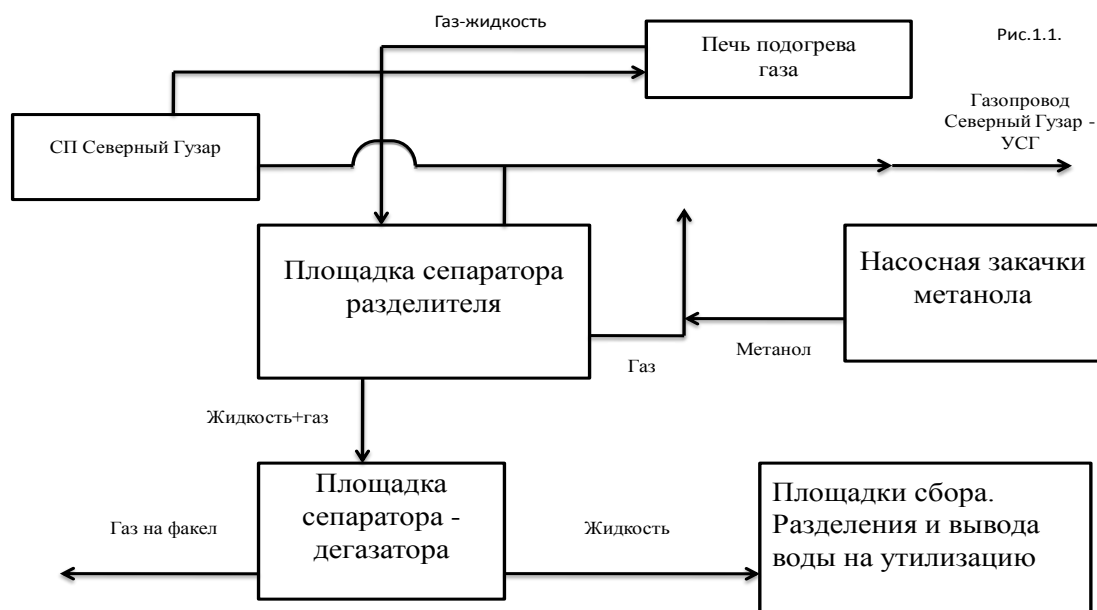 Газ-жидкость
Рис.1.1.
Печь подогрева
газа
Газопровод
Северный Гузар -
УСГ
СП Северный Гузар
Площадка сепаратора
разделителя
Насосная закачки
метанола
Газ
Метанол
Жидкость+газ
Площадка
сепаратора -
дегазатора
Газ на факел
Жидкость
Площадки сбора.
Разделения и вывода
воды на утилизацию